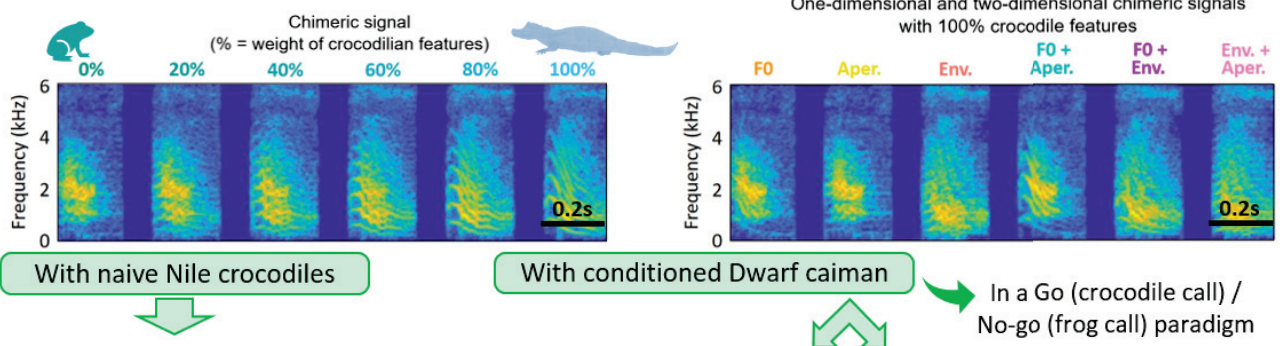 Chimeric signal
(% = weight of crocodilian features)
0% 20% 40% 60% 80% 100%
6
4
2
0
Frequency (kHz)
0.2s
One-dimensional and two-dimensional chimeric signals
with 100% crocodile features
F0 Aper. Env. F0 + Aper. F0 + Env. Env. + Aper.
6
4
2
0
Frequency (kHz)
0.2s
With naive Nile crocodiles
With conditioned Dwarf caiman
In a Go (crocodile call) /
No-go (frog call) paradigm